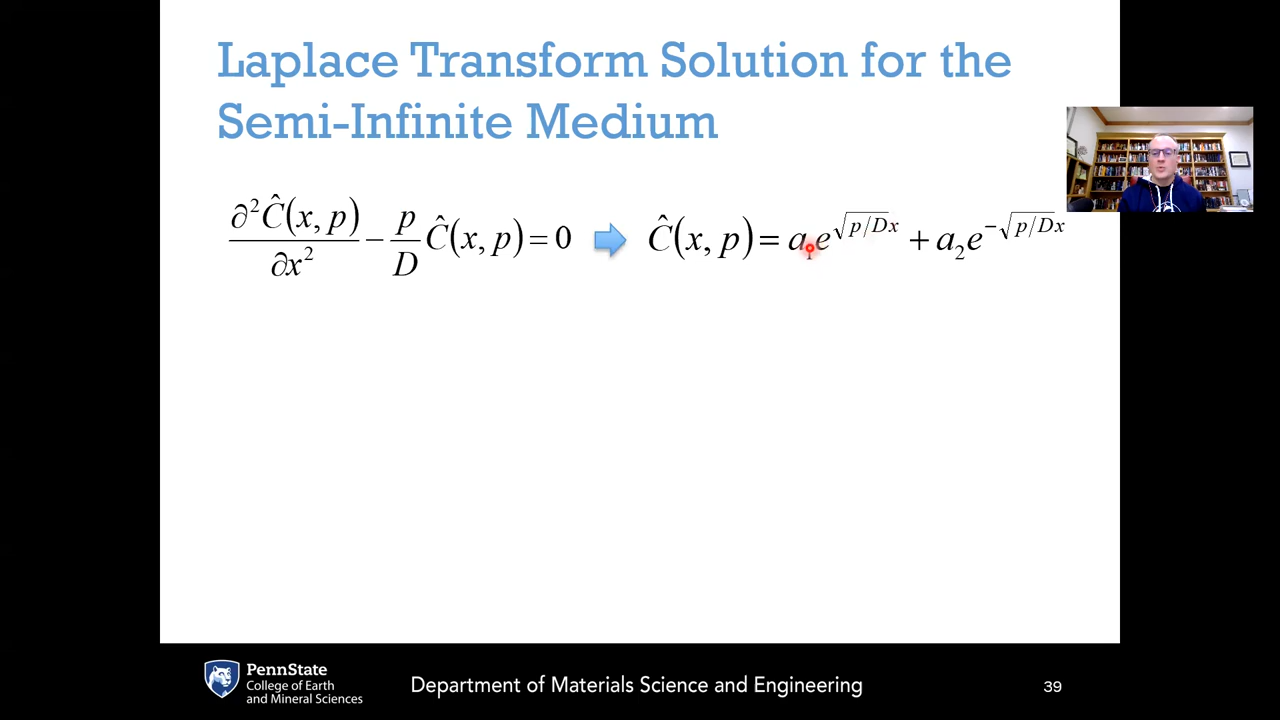 Laplace Transform Solution for the
Semi-Infinite Medium
∂²Ĉ(x, p)/∂x² − p/D Ĉ(x, p) = 0 ⇒ Ĉ(x, p) = a₁e^{√(p/D)x} + a₂e^{−√(p/D)x}
PennState
College of Earth
and Mineral Sciences
Department of Materials Science and Engineering
39